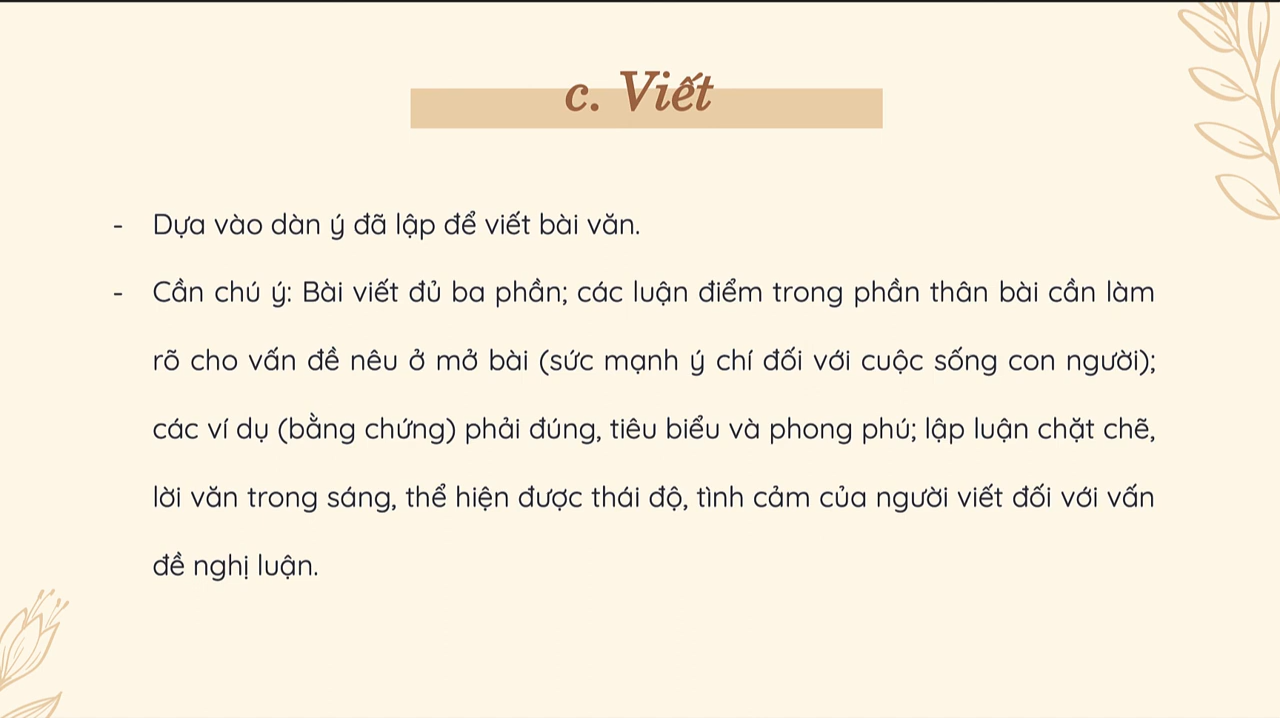 c. Viết
- Dựa vào dàn ý đã lập để viết bài văn.
- Cần chú ý: Bài viết đủ ba phần; các luận điểm trong phần thân bài cần làm
rõ cho vấn đề nêu ở mở bài (sức mạnh ý chí đối với cuộc sống con người);
các ví dụ (bằng chứng) phải đúng, tiêu biểu và phong phú; lập luận chặt chẽ,
lời văn trong sáng, thể hiện được thái độ, tình cảm của người viết đối với vấn
đề nghị luận.